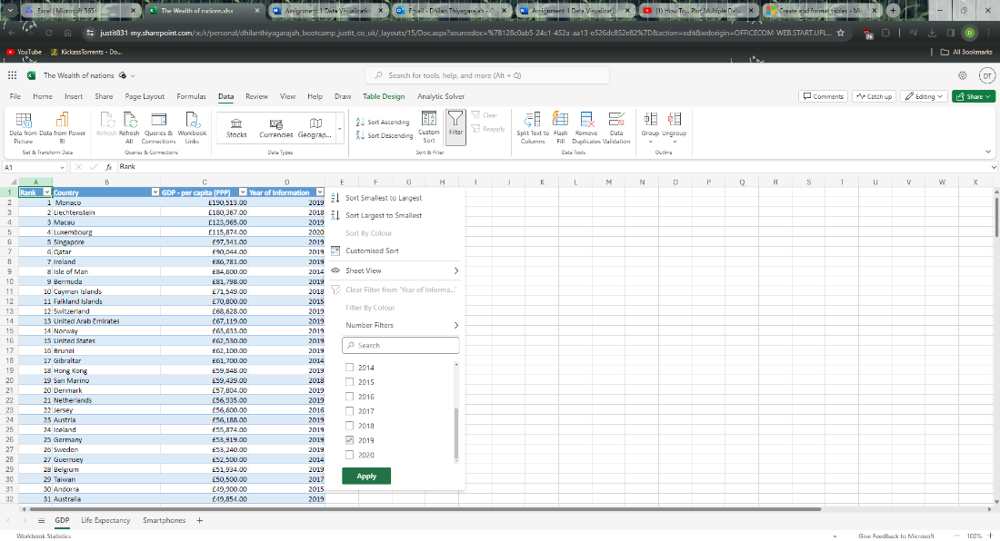 Excel | Microsoft 365
The Wealth of nations.xlsx
Assignment 1 Data Visualizatio
Email - Dhilan Thiyagarajah - O
Assignment 1 Data Visualizat
(1) How To... Plot Multiple Dat
Create and format tables - Mic
justit831-my.sharepoint.com/:x:/r/personal/dhilanthiyagarajah_bootcamp_justit_co_uk/_layouts/15/Doc.aspx?sourcedoc=%7B128c0ab5-24c1-452a-aa13-e526dc852e82%7D&action=edit&wdorigin=OFFICECOM-WEB.START.UPL...
26
D
YouTube
KickassTorrents - Do...
All Bookmarks
The Wealth of nations
Search for tools, help, and more (Alt + Q)
DT
File Home Insert Share Page Layout Formulas Data Review View Help Draw Table Design Analytic Solver
Comments Catch up Editing Share
Data from Picture
Data from Power BI
Refresh
Refresh All
Queries & Connections
Workbook Links
Stocks
Currencies
Geograp...
Sort Ascending
Sort Descending
Custom Sort
Filter
Clear
Reapply
Split Text to Columns
Flash Fill
Remove Duplicates
Data Validation
Group
Ungroup
Get & Transform Data
Queries & Connections
Data Types
Sort & Filter
Data Tools
Outline
A1 fx Rank
A B C D E F G H I J K L M N O P Q R S T U V W X
1 Rank Country GDP - per capita (PPP) Year of Information
2 1 Monaco £190,513.00 2019
3 2 Liechtenstein £180,367.00 2018
4 3 Macau £123,965.00 2019
5 4 Luxembourg £115,874.00 2020
6 5 Singapore £97,341.00 2019
7 6 Qatar £90,044.00 2019
8 7 Ireland £86,781.00 2019
9 8 Isle of Man £84,600.00 2014
10 9 Bermuda £81,798.00 2019
11 10 Cayman Islands £71,549.00 2018
12 11 Falkland Islands £70,800.00 2015
13 12 Switzerland £68,628.00 2019
14 13 United Arab Emirates £67,119.00 2019
15 14 Norway £63,633.00 2019
16 15 United States £62,530.00 2019
17 16 Brunei £62,100.00 2019
18 17 Gibraltar £61,700.00 2014
19 18 Hong Kong £59,848.00 2019
20 19 San Marino £59,439.00 2018
21 20 Denmark £57,804.00 2019
22 21 Netherlands £56,935.00 2019
23 22 Jersey £56,600.00 2016
24 23 Austria £56,188.00 2019
25 24 Iceland £55,874.00 2019
26 25 Germany £53,919.00 2019
27 26 Sweden £53,240.00 2019
28 27 Guernsey £52,500.00 2014
29 28 Belgium £51,934.00 2019
30 29 Taiwan £50,500.00 2017
31 30 Andorra £49,900.00 2015
32 31 Australia £49,854.00 2019
Sort Smallest to Largest
Sort Largest to Smallest
Sort By Colour
Customised Sort
Sheet View
Clear Filter from 'Year of Informa...'
Filter By Colour
Number Filters
Search
2014
2015
2016
2017
2018
2019
2020
Apply
GDP Life Expectancy Smartphones +
Workbook Statistics
Give Feedback to Microsoft
100%